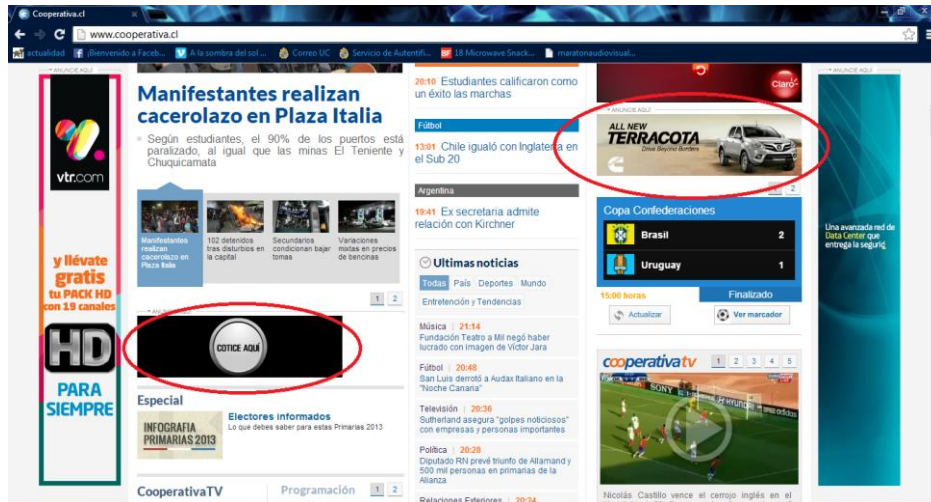 Cooperativa.cl
www.cooperativa.cl
actualidad
¡Bienvenido a Faceb...
A la sombra del sol ...
Correo UC
Servicio de Autentifi...
18 Microwave Snack...
maratonaudiovisual...
ANUNCIE AQUÍ
vtr.com
y llévate
gratis
tu PACK HD
con 19 canales
HD
PARA
SIEMPRE
Manifestantes realizan
cacerolazo en Plaza Italia
Según estudiantes, el 90% de los puertos está
paralizado, al igual que las minas El Teniente y
Chuquicamata
Manifestantes
realizan
cacerolazo en
Plaza Italia
102 detenidos
tras disturbios en
la capital
Secundarios
condicionan bajar
tomas
Variaciones
mixtas en precios
de bencinas
1 2
COTICE AQUÍ
Especial
INFOGRAFIA
PRIMARIAS 2013
Electores informados
Lo que debes saber para estas Primarias 2013
CooperativaTV
Programación
1 2
20:10 Estudiantes calificaron como
un éxito las marchas
Fútbol
13:01 Chile igualó con Inglaterra en
el Sub 20
Argentina
19:41 Ex secretaria admite
relación con Kirchner
Ultimas noticias
Todas País Deportes Mundo
Entretención y Tendencias
Música | 21:14
Fundación Teatro a Mil negó haber
lucrado con imagen de Víctor Jara
Fútbol | 20:48
San Luis derrotó a Audax Italiano en la
"Noche Canaria"
Televisión | 20:36
Sutherland asegura "golpes noticiosos"
con empresas y personas importantes
Política | 20:28
Diputado RN prevé triunfo de Allamand y
500 mil personas en primarias de la
Alianza
Relaciones Exteriores | 20:24
Claro
ANUNCIE AQUÍ
ALL NEW
TERRACOTA
Drive Beyond Borders
1 2
Copa Confederaciones
Brasil 2
Uruguay 1
15:00 horas
Finalizado
Actualizar
Ver marcador
cooperativatv
1 2 3 4 5
SONY
HYUNDAI
adidas
Nicolás Castillo vence el cerrojo inglés en el
ANUNCIE AQUÍ
Una avanzada red de
Data Center que
entrega la segurid